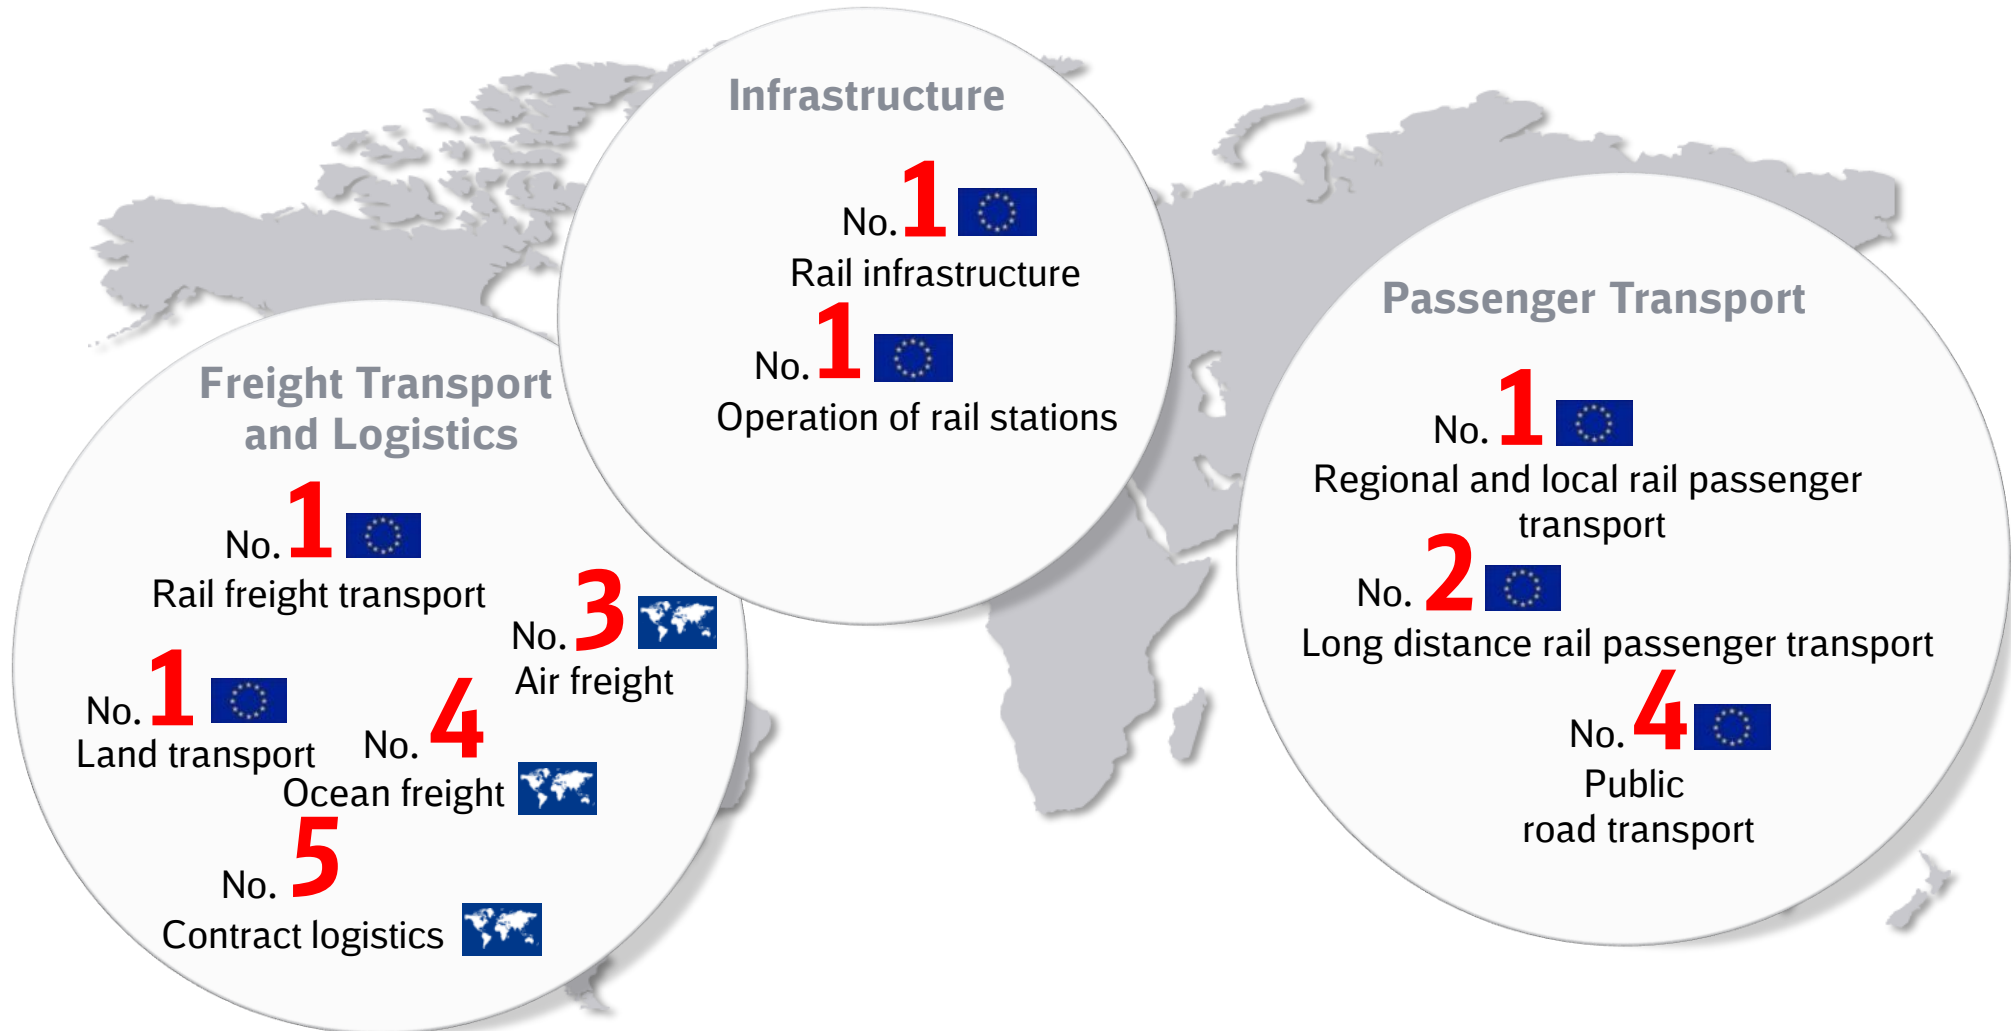 Infrastructure
No. 1
Rail infrastructure
No. 1
Operation of rail stations
Freight Transport
and Logistics
No. 1
Rail freight transport
No. 3
Air freight
No. 1
Land transport
No. 4
Ocean freight
No. 5
Contract logistics
Passenger Transport
No. 1
Regional and local rail passenger
transport
No. 2
Long distance rail passenger transport
No. 4
Public
road transport